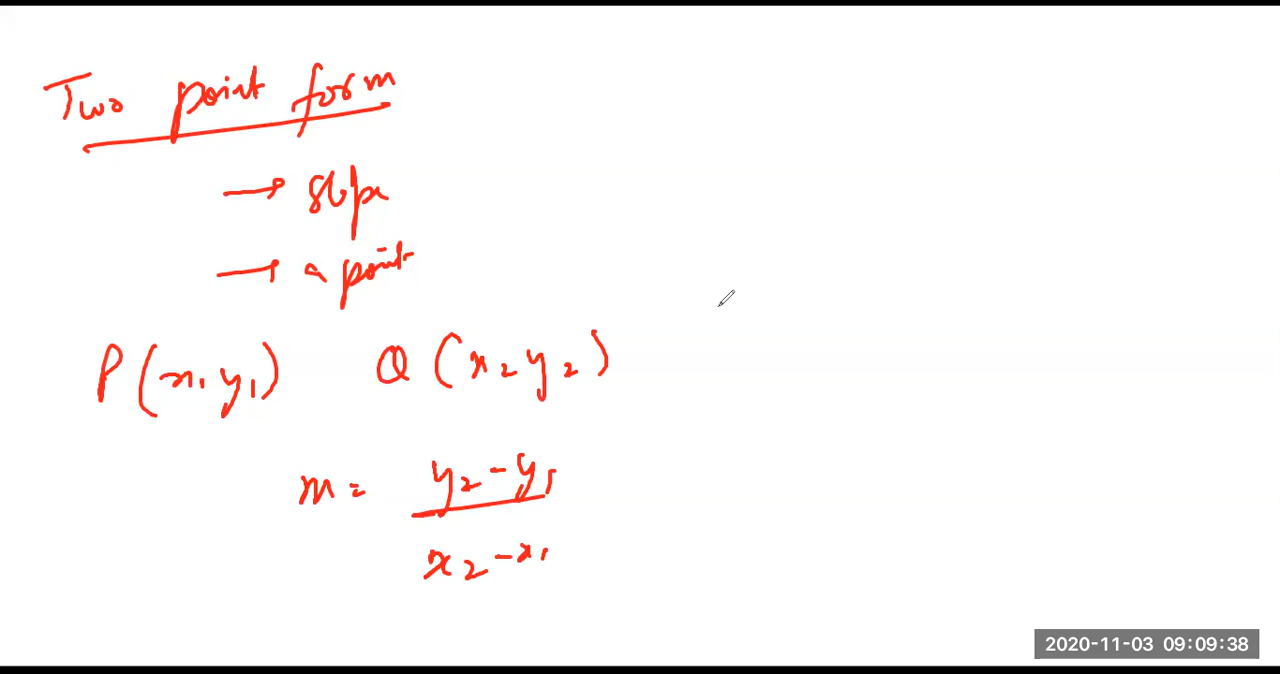 Two point form
→ slope
→ a point
P(x₁ y₁) Q(x₂ y₂)
m = y₂ - y₁
x₂ - x₁
2020-11-03 09:09:38